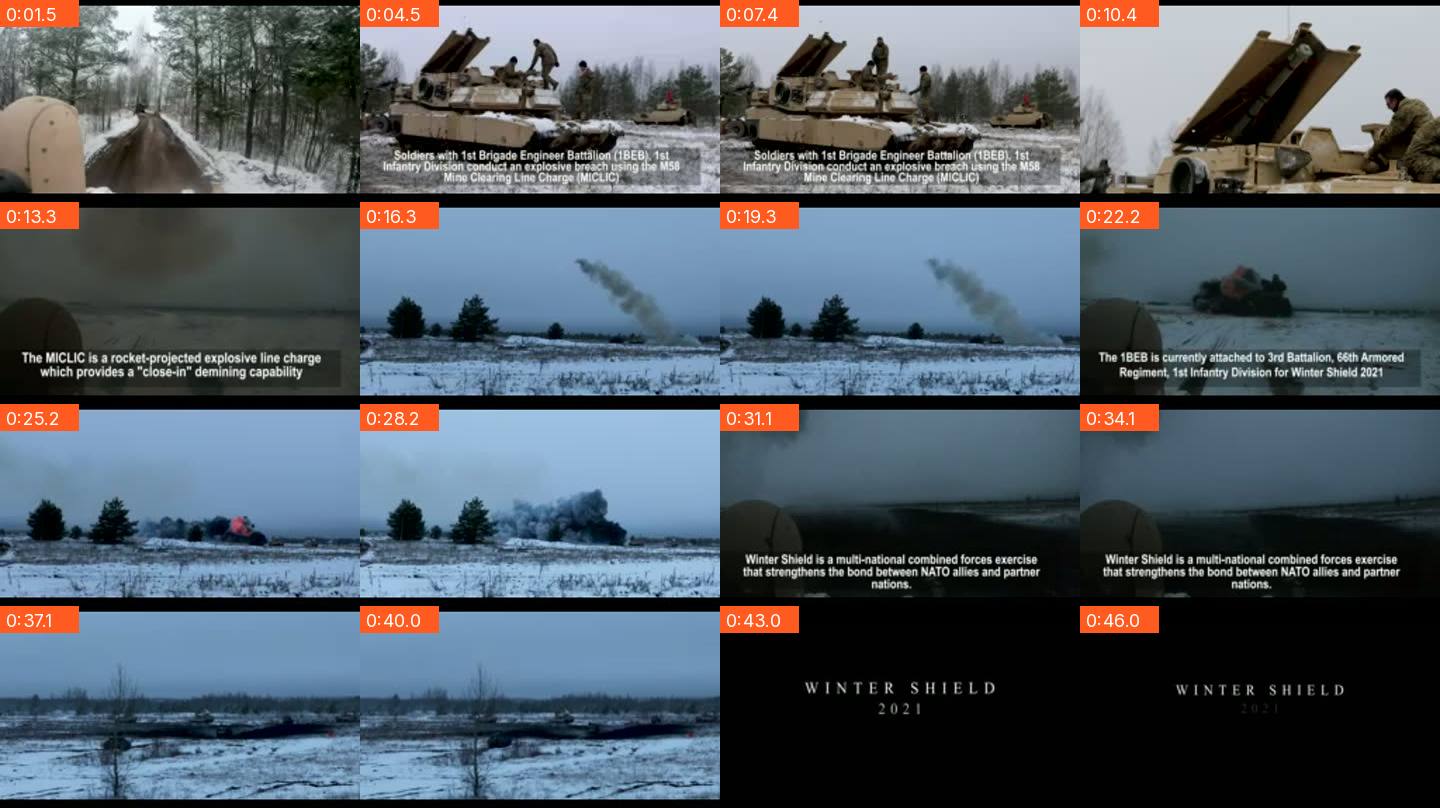 0:01.5
0:04.5
Soldiers with 1st Brigade Engineer Battalion (1BEB), 1st
Infantry Division conduct an explosive breach using the M58
Mine Clearing Line Charge (MICLIC)
0:07.4
Soldiers with 1st Brigade Engineer Battalion (1BEB), 1st
Infantry Division conduct an explosive breach using the M58
Mine Clearing Line Charge (MICLIC)
0:10.4
0:13.3
The MICLIC is a rocket-projected explosive line charge
which provides a "close-in" demining capability
0:16.3
0:19.3
0:22.2
The 1BEB is currently attached to 3rd Battalion, 66th Armored
Regiment, 1st Infantry Division for Winter Shield 2021
0:25.2
0:28.2
0:31.1
Winter Shield is a multi-national combined forces exercise
that strengthens the bond between NATO allies and partner
nations.
0:34.1
Winter Shield is a multi-national combined forces exercise
that strengthens the bond between NATO allies and partner
nations.
0:37.1
0:40.0
0:43.0
WINTER SHIELD
2021
0:46.0
WINTER SHIELD
2021